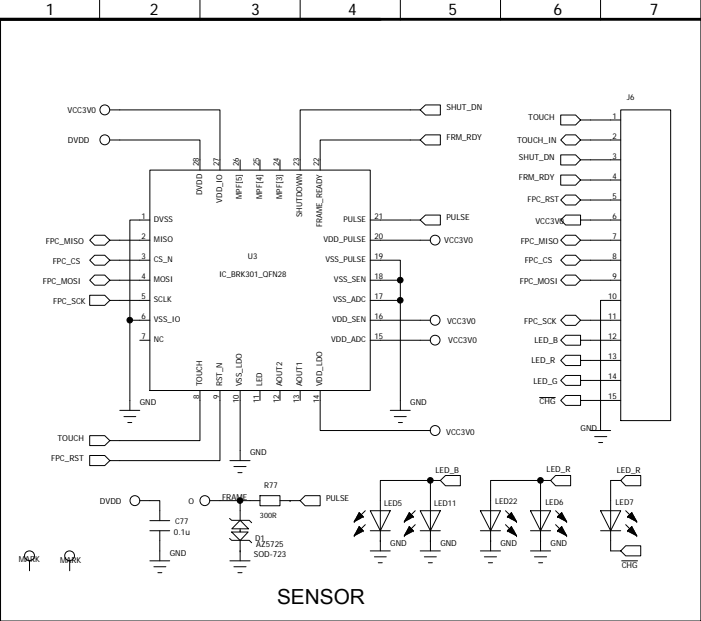 1 2 3 4 5 6 7
J6
VCC3V0
SHUT_DN
TOUCH 1
DVDD
FRM_RDY
TOUCH_IN 2
SHUT_DN 3
28 27 26 25 24 23 22
FRM_RDY 4
DVDD VDD_IO MPF[5] MPF[4] MPF[3] SHUTDOWN FRAME_READY
FPC_RST 5
1 DVSS PULSE 21 PULSE
VCC3V0 6
FPC_MISO 2 MISO VDD_PULSE 20 VCC3V0
FPC_MISO 7
FPC_CS 3 CS_N U3 VSS_PULSE 19
FPC_CS 8
FPC_MOSI 4 MOSI IC_BRK301_QFN28 VSS_SEN 18
FPC_MOSI 9
FPC_SCK 5 SCLK VSS_ADC 17
10
6 VSS_IO VDD_SEN 16 VCC3V0
FPC_SCK 11
7 NC VDD_ADC 15 VCC3V0
LED_B 12
LED_R 13
TOUCH RST_N VSS_LDO LED AOUT2 AOUT1 VDD_LDO
LED_G 14
8 9 10 11 12 13 14
CHG 15
GND GND
GND
TOUCH
VCC3V0
FPC_RST
GND
LED_B LED_R LED_R
DVDD O FRAME R77 PULSE
300R
LED5 LED11 LED22 LED6 LED7
C77
0.1u
D1
AZ5725
SOD-723
GND GND GND GND
GND
CHG
MARK MARK
SENSOR